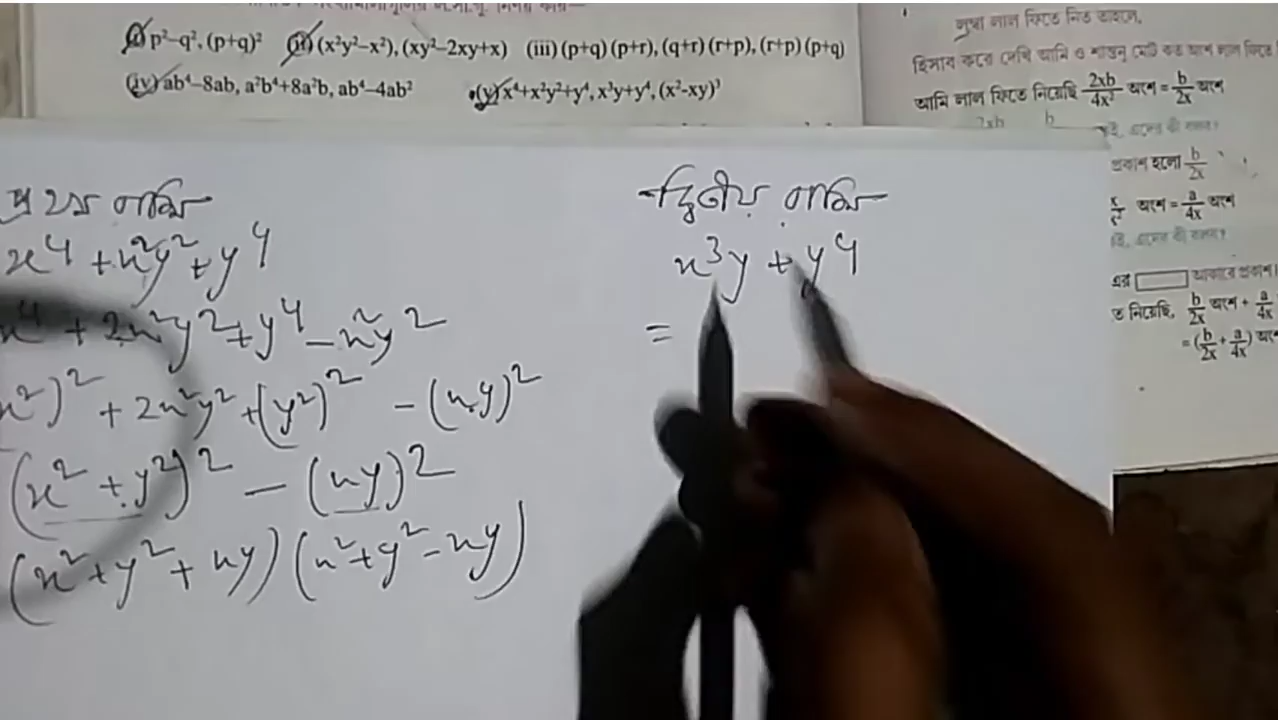 (i) p²–q², (p+q)² (ii) (x²y²–x²), (xy²–2xy+x) (iii) (p+q) (p+r), (q+r) (r+p), (r+p) (p+q)
(iv) ab⁴–8ab, a²b⁴+8a²b, ab⁴–4ab² (v) x⁴+x²y²+y⁴, x³y+y⁴, (x²-xy)³
লম্বা লাল ফিতে নিত তাহলে,
হিসাব করে দেখি আমি ও শান্তনু মোট কত অংশ লাল ফিতে
আমি লাল ফিতে নিয়েছি 2xb/4x² অংশ = b/2x অংশ
2xb b
প্রকাশ হলো b/2x
অংশ = a/4x অংশ
এর আকারে প্রকাশ
ত নিয়েছি, b/2x অংশ + a/4x
= (b/2x + a/4x) অংশ
প্রথম রাশি
x⁴ + x²y² + y⁴
x⁴ + 2x²y² + y⁴ – x²y²
x²)² + 2x²y² + (y²)² – (xy)²
(x² + y²)² – (xy)²
(x² + y² + xy) (x² + y² – xy)
দ্বিতীয় রাশি
x³y + y⁴
=